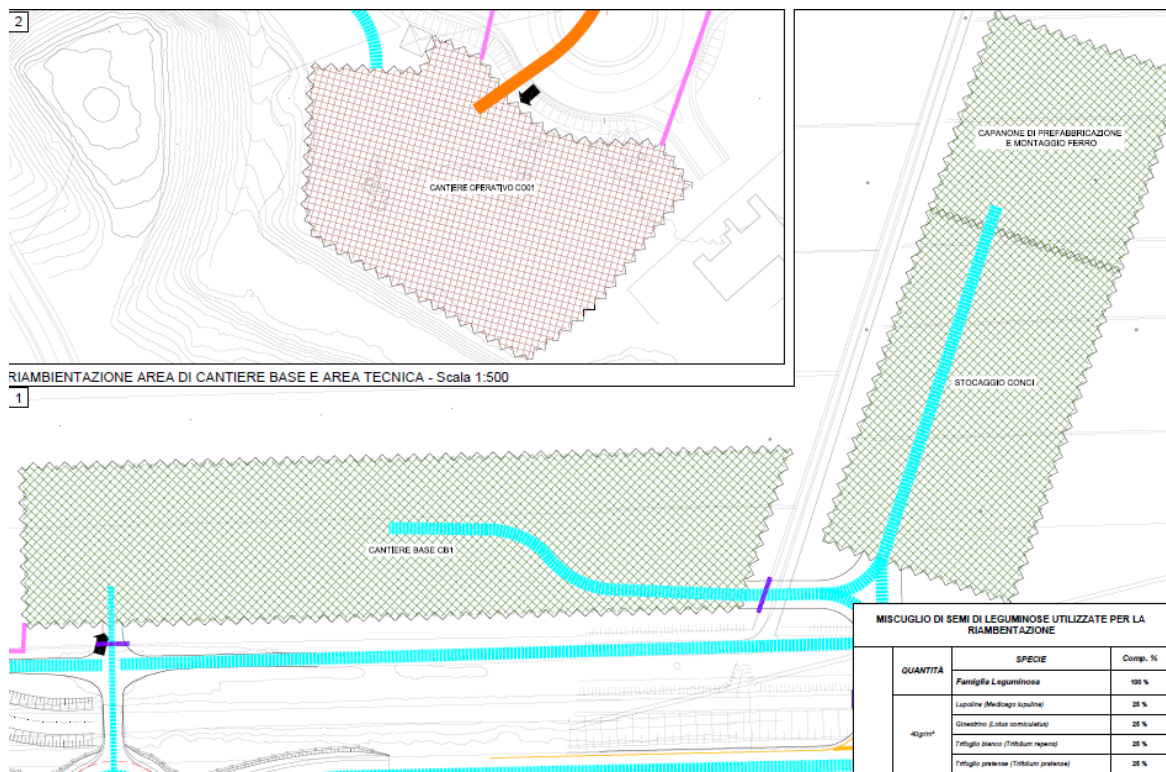 2
CANTIERE OPERATIVO CO01
CAPANONE DI PREFABBRICAZIONE
E MONTAGGIO FERRO
RIAMBIENTAZIONE AREA DI CANTIERE BASE E AREA TECNICA - Scala 1:500
1
STOCAGGIO CONCI
CANTIERE BASE CB1
MISCUGLIO DI SEMI DI LEGUMINOSE UTILIZZATE PER LA
RIAMBENTAZIONE
QUANTITÀ
SPECIE
Comp. %
Famiglia Leguminosa
100 %
Lupolina (Medicago lupulina)
25 %
Ginestrino (Lotus corniculatus)
25 %
40gr/m²
Trifoglio bianco (Trifolium repens)
25 %
Trifoglio pratense (Trifolium pratense)
25 %